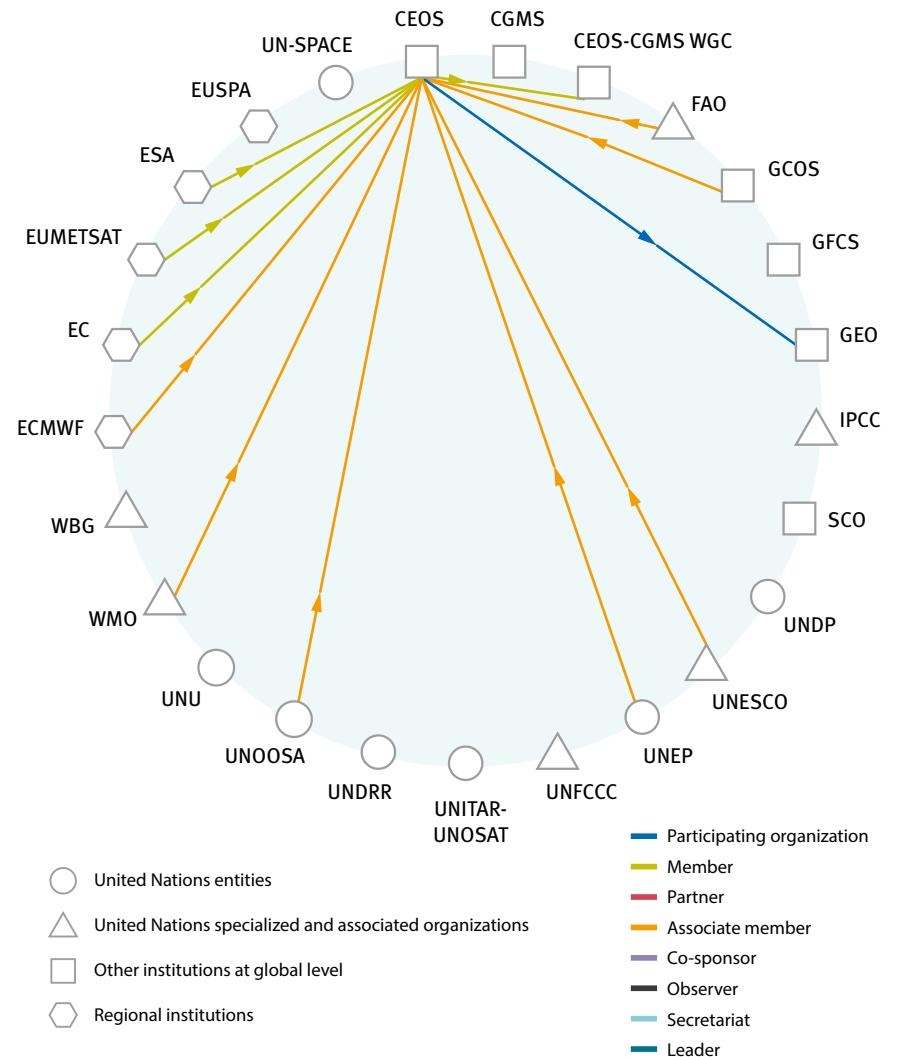 CEOS
CGMS
CEOS-CGMS WGC
UN-SPACE
FAO
EUSPA
GCOS
ESA
GFCS
EUMETSAT
GEO
EC
IPCC
ECMWF
SCO
WBG
UNDP
WMO
UNESCO
UNU
UNEP
UNOOSA
UNFCCC
UNDRR
UNITAR-
UNOSAT
United Nations entities
United Nations specialized and associated organizations
Other institutions at global level
Regional institutions
Participating organization
Member
Partner
Associate member
Co-sponsor
Observer
Secretariat
Leader